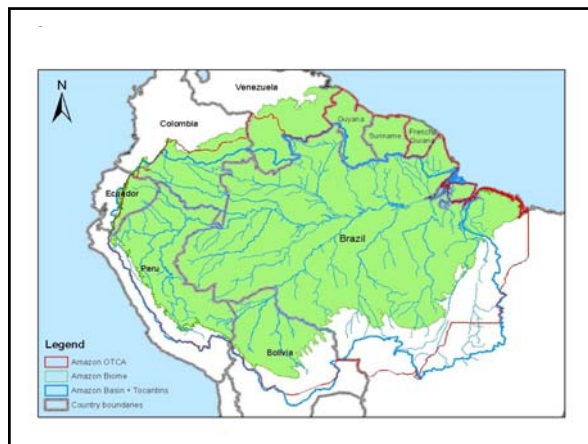 N
Venezuela
Colombia
Guyana
Suriname
French
Guiana
Ecuador
Brazil
Peru
Bolivia
Legend
Amazon OTCA
Amazon Biome
Amazon Basin + Tocantins
Country boundaries